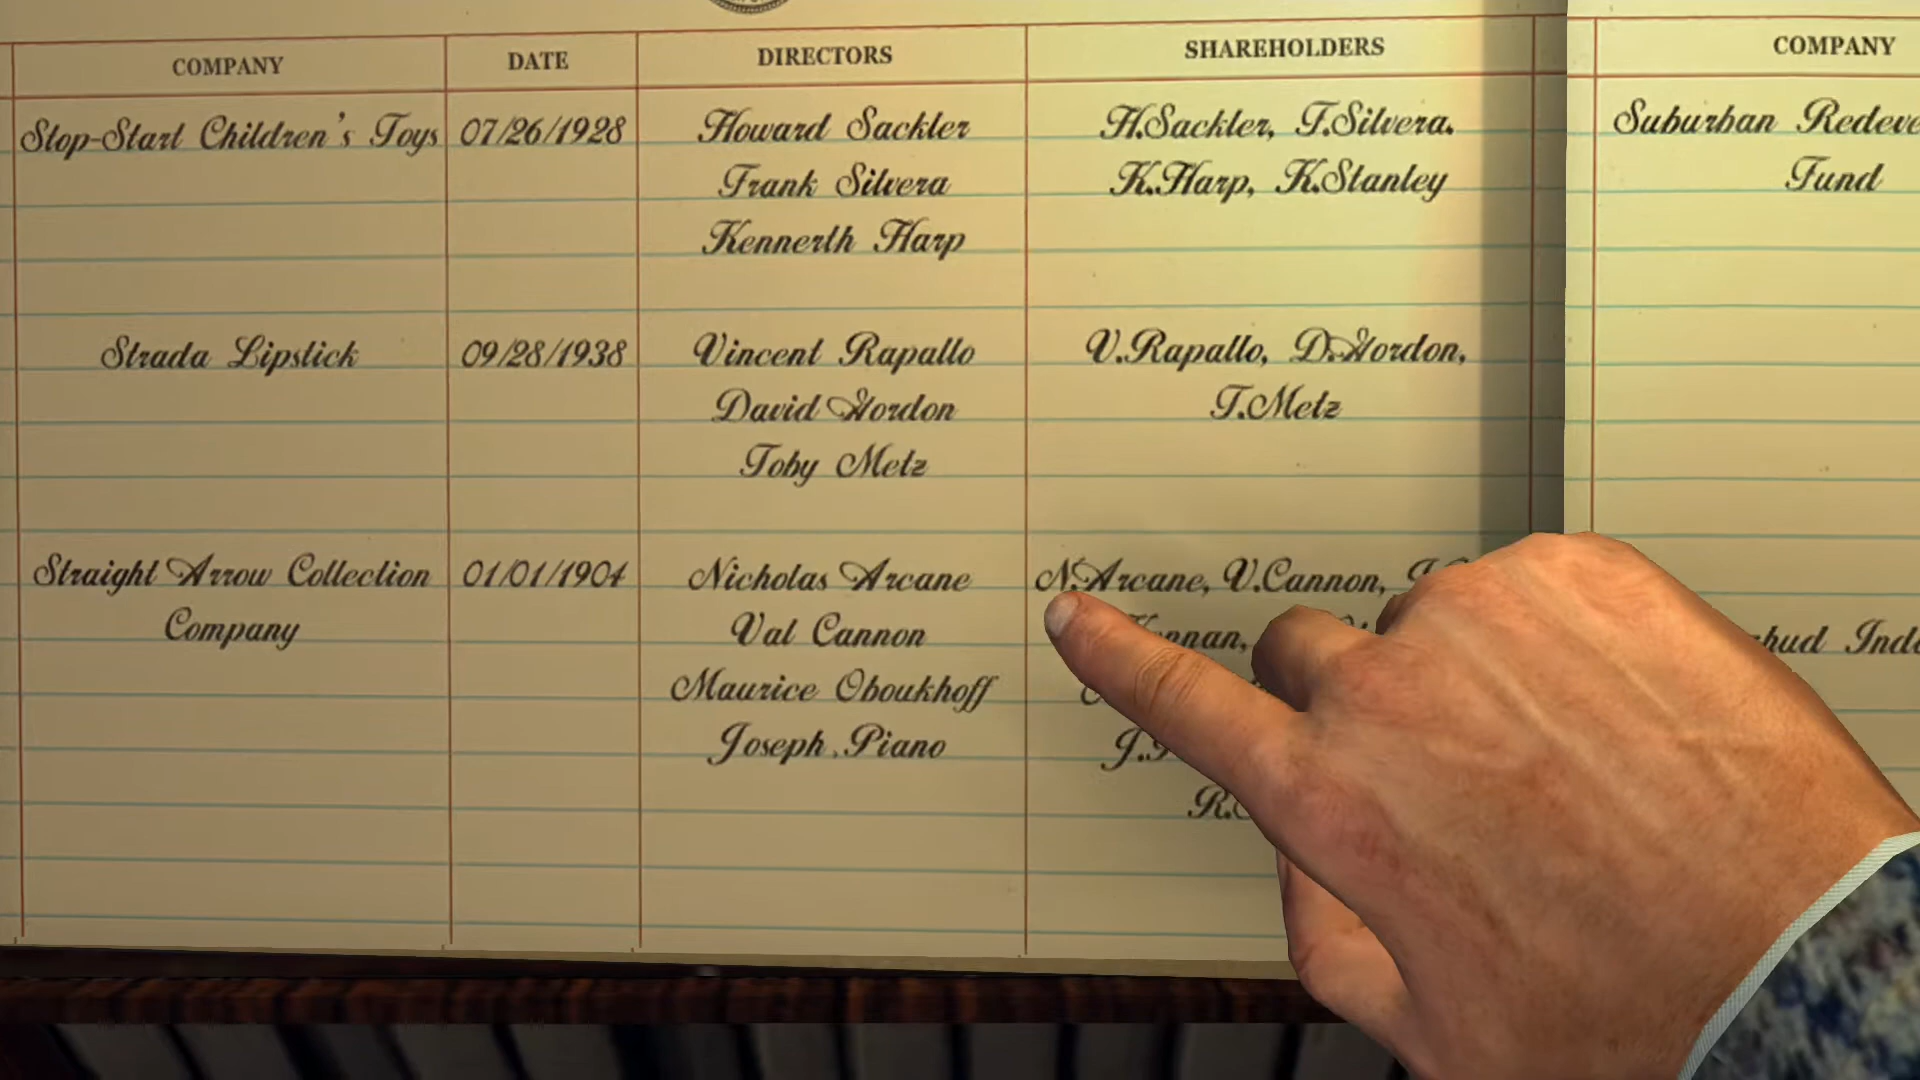 COMPANY DATE DIRECTORS SHAREHOLDERS COMPANY
Stop-Start Children's Toys 07/26/1928 Howard Sackler H.Sackler, F.Silvera.
Frank Silvera K.Harp, K.Stanley
Kennerth Harp
Strada Lipstick 09/28/1938 Vincent Rapallo V.Rapallo, D.Gordon,
David Gordon T.Metz
Toby Metz
Straight Arrow Collection 01/01/1904 Nicholas Arcane N.Arcane, V.Cannon,
Company Val Cannon
Maurice Oboukhoff
Joseph Piano
Suburban
Fund